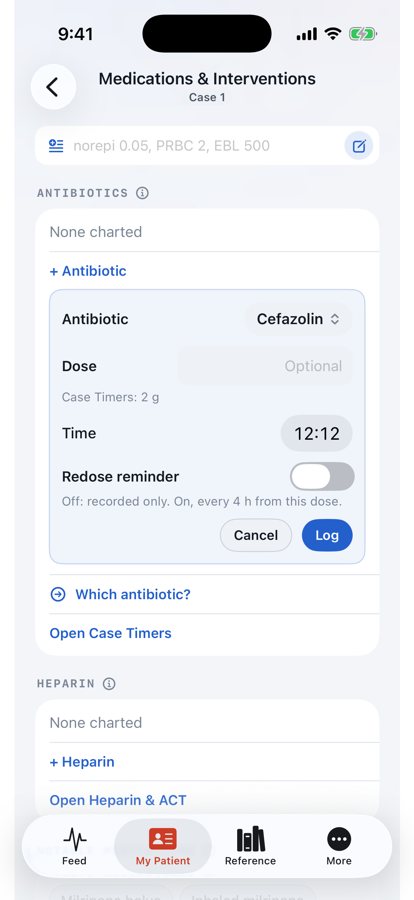 9:41
Medications & Interventions
Case 1
norepi 0.05, PRBC 2, EBL 500
ANTIBIOTICS
None charted
+ Antibiotic
Antibiotic
Cefazolin
Dose
Optional
Case Timers: 2 g
Time
12:12
Redose reminder
Off: recorded only. On, every 4 h from this dose.
Cancel
Log
Which antibiotic?
Open Case Timers
HEPARIN
None charted
+ Heparin
Open Heparin & ACT
Feed
My Patient
Reference
More